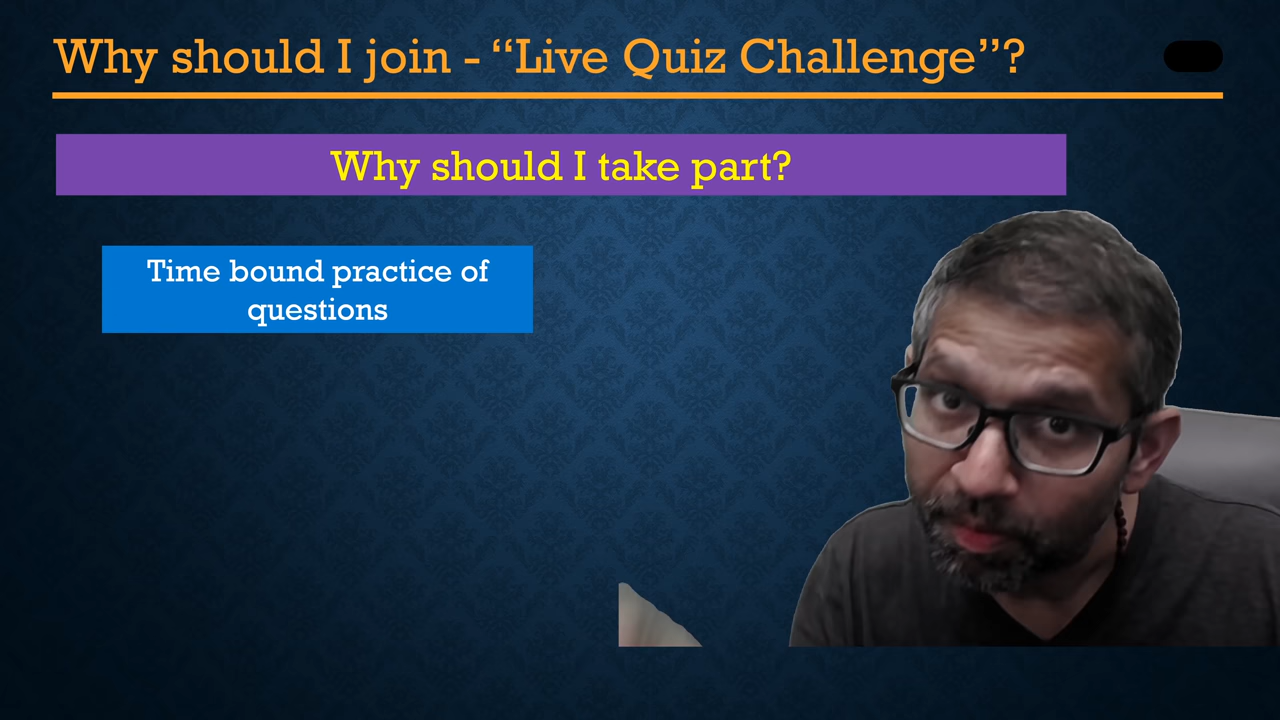 Why should I join - “Live Quiz Challenge”?
Why should I take part?
Time bound practice of
questions